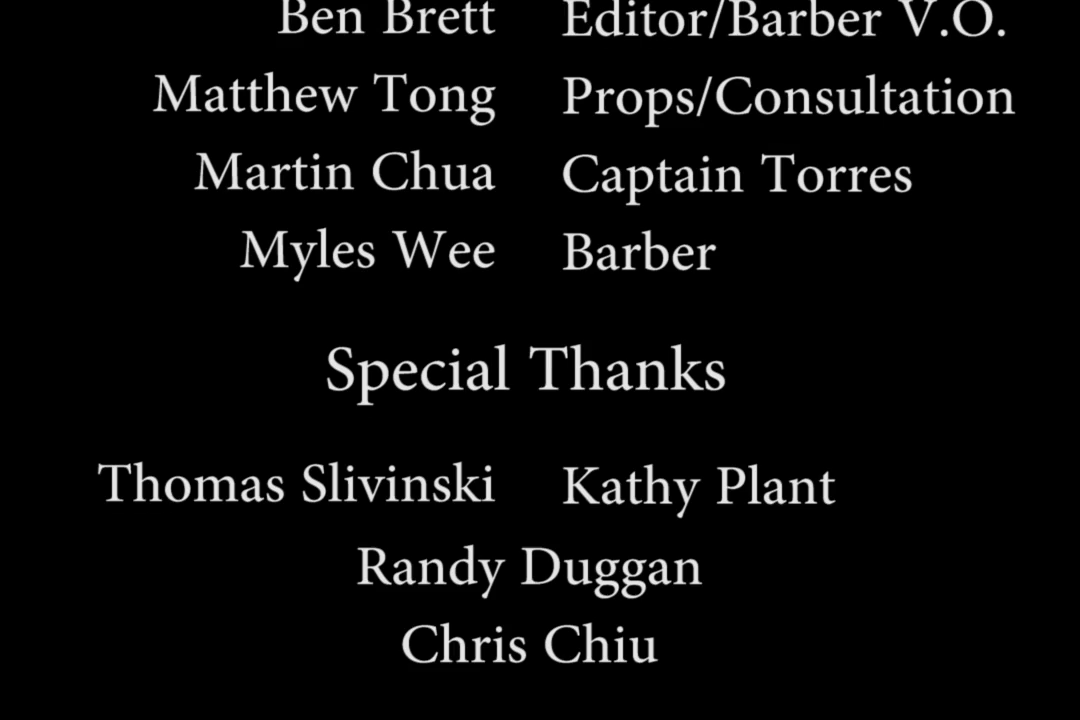 Ben Brett Editor/Barber V.O.
Matthew Tong Props/Consultation
Martin Chua Captain Torres
Myles Wee Barber
Special Thanks
Thomas Slivinski Kathy Plant
Randy Duggan
Chris Chiu